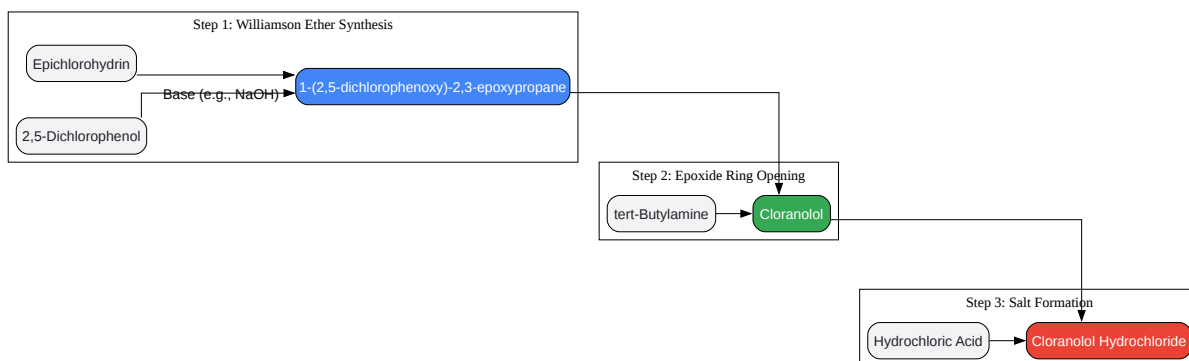 Step 1: Williamson Ether Synthesis
Epichlorohydrin
1-(2,5-dichlorophenoxy)-2,3-epoxypropane
Base (e.g., NaOH)
2,5-Dichlorophenol
Step 2: Epoxide Ring Opening
tert-Butylamine
Cloranolol
Step 3: Salt Formation
Hydrochloric Acid
Cloranolol Hydrochloride